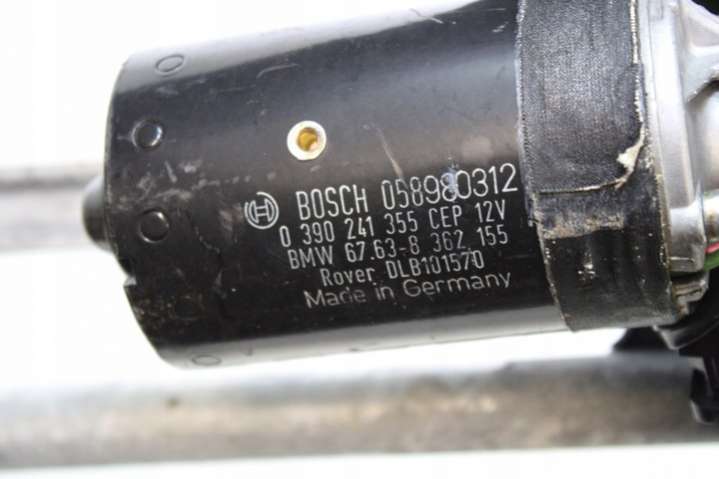 BOSCH 058980312
0 390 241 355 CEP 12V
BMW 67.63-8 362 155
Rover DLB101570
Made in Germany